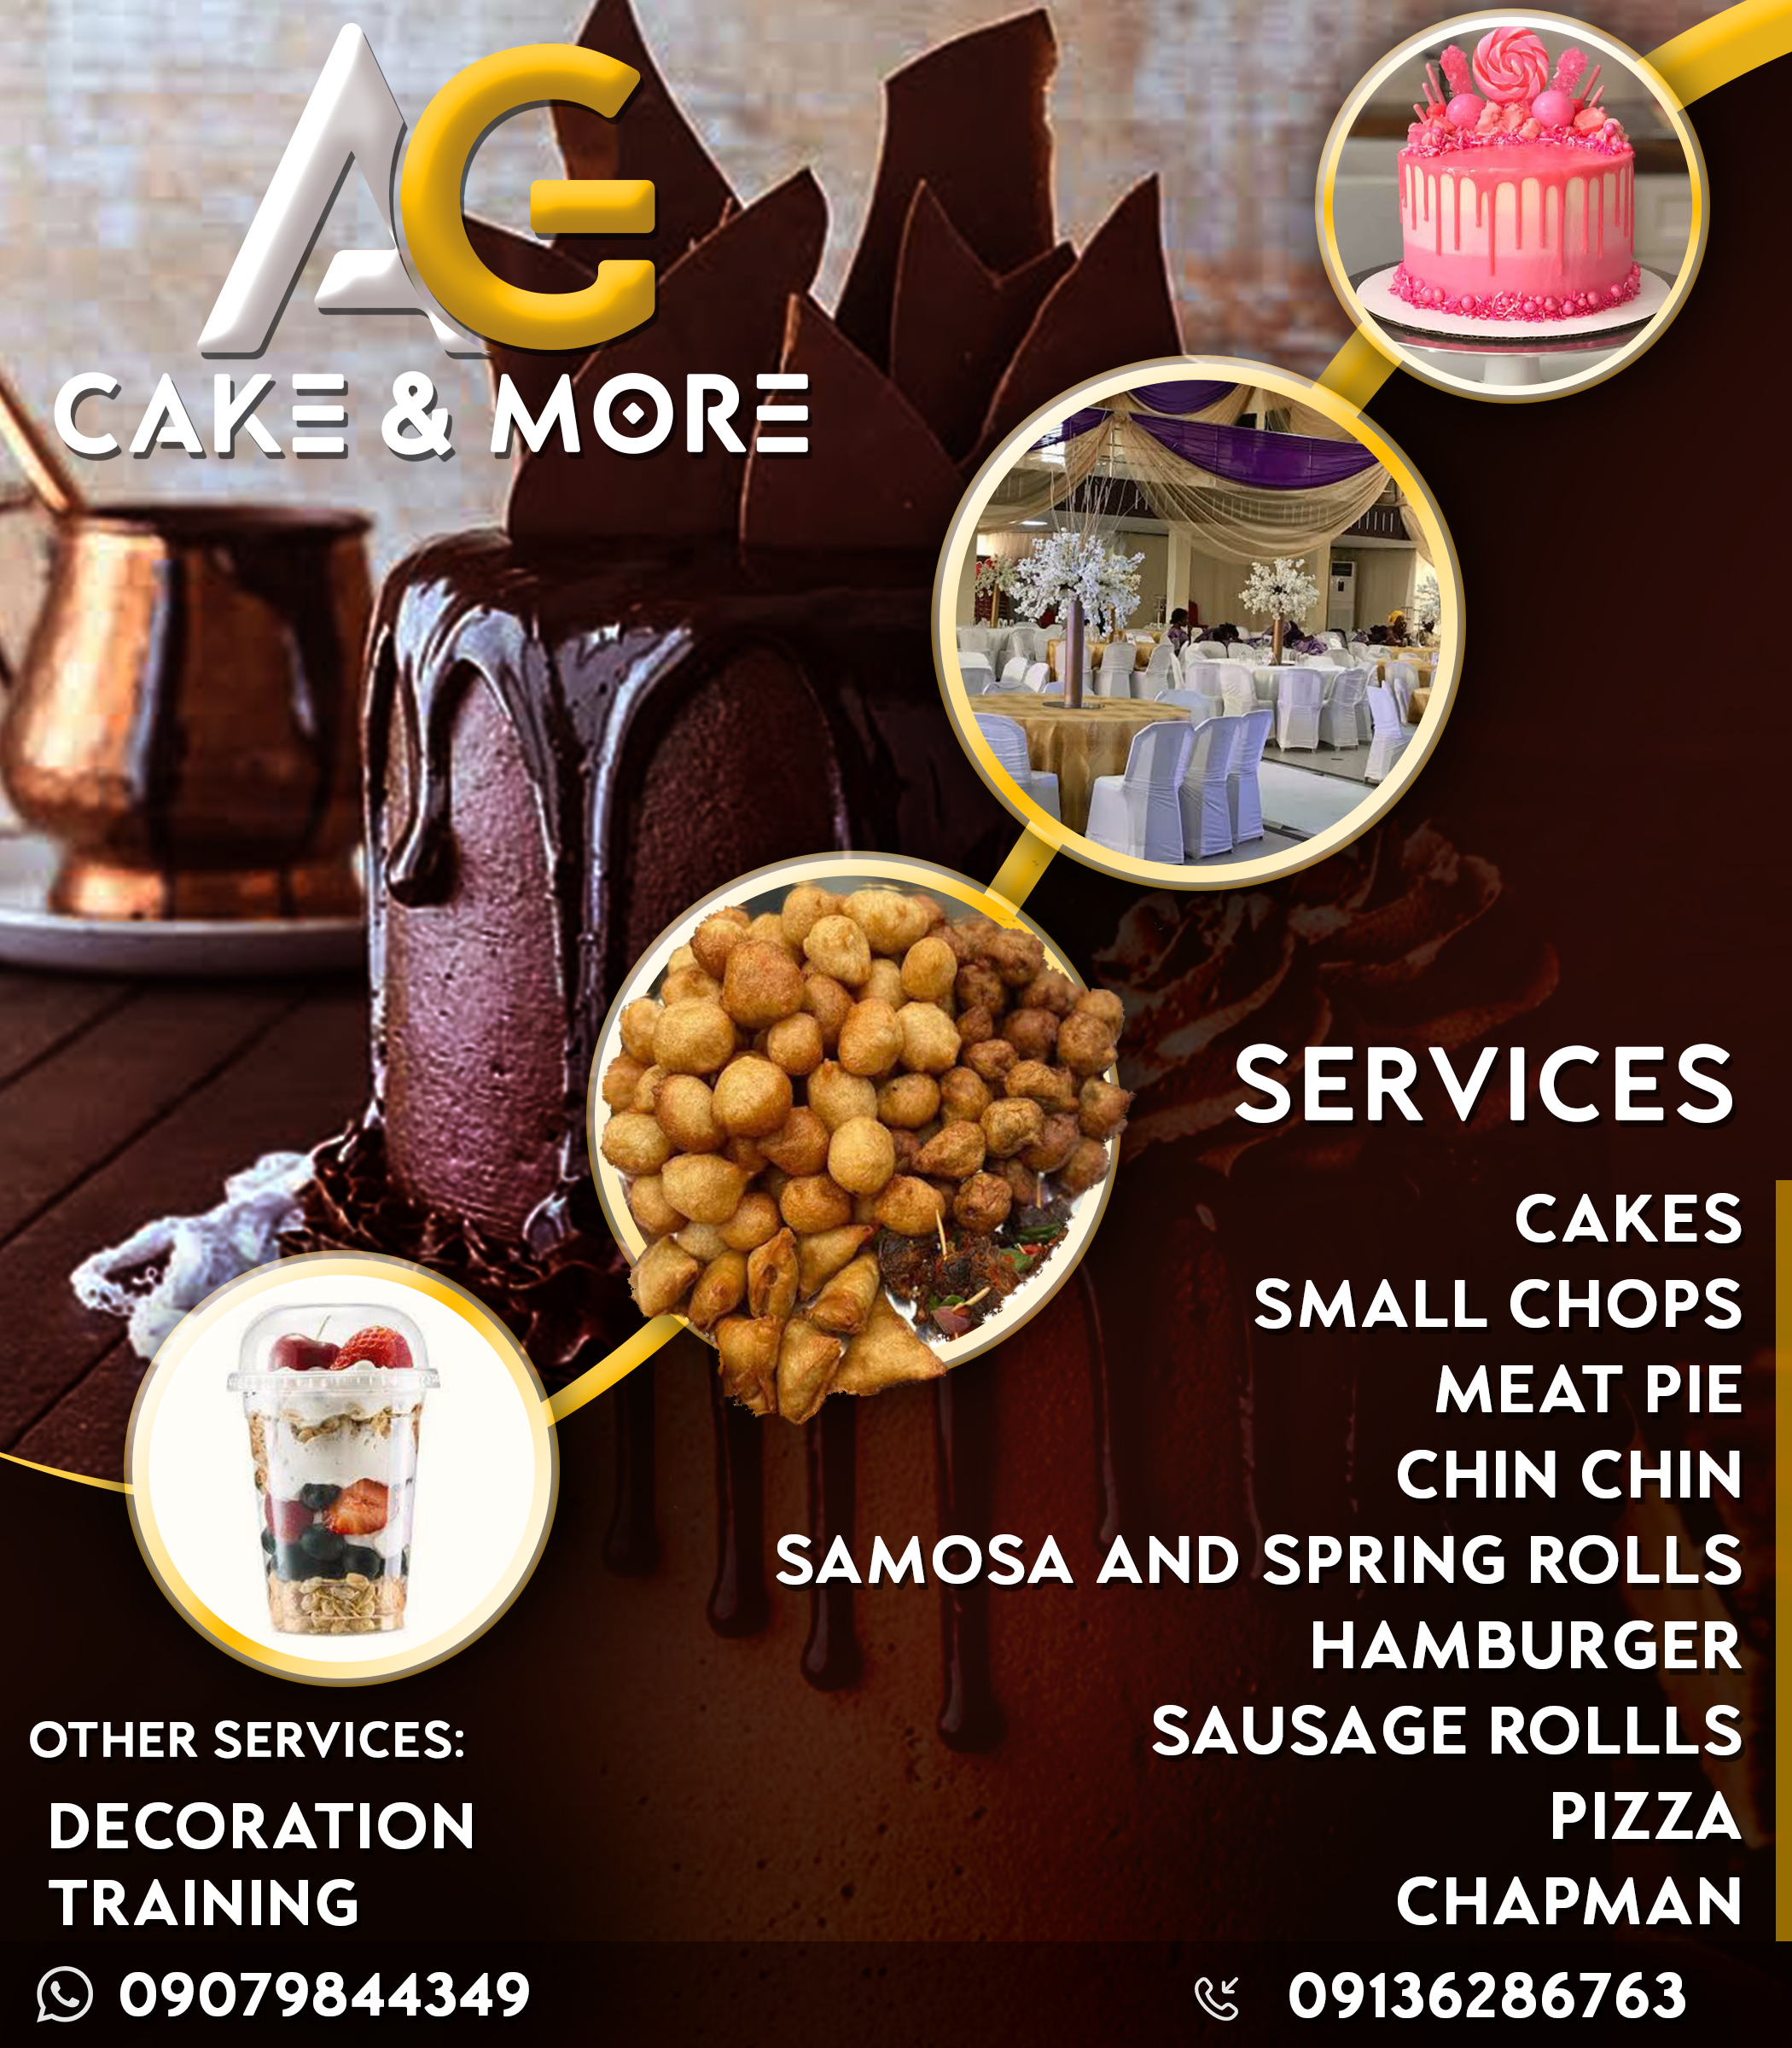 AG
CAKE & MORE
SERVICES
CAKES
SMALL CHOPS
MEAT PIE
CHIN CHIN
SAMOSA AND SPRING ROLLS
HAMBURGER
SAUSAGE ROLLLS
PIZZA
CHAPMAN
OTHER SERVICES:
DECORATION
TRAINING
09079844349
09136286763